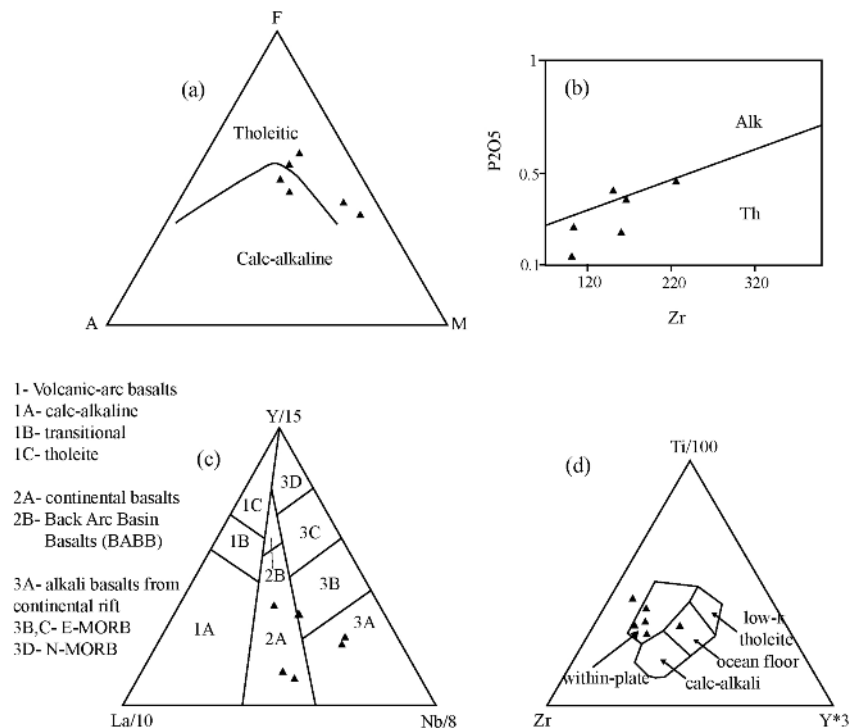 F
(a)
Tholeitic
Calc-alkaline
A
M
1
(b)
Alk
P2O5
0.5
Th
0.1
120
220
320
Zr
1- Volcanic-arc basalts
1A- calc-alkaline
1B- transitional
1C- tholeite
2A- continental basalts
2B- Back Arc Basin
Basalts (BABB)
3A- alkali basalts from
continental rift
3B,C- E-MORB
3D- N-MORB
Y/15
(c)
3D
1C
3C
1B
2B
3B
1A
2A
3A
La/10
Nb/8
Ti/100
(d)
low-k
tholeite
ocean floor
within-plate
calc-alkali
Zr
Y*3